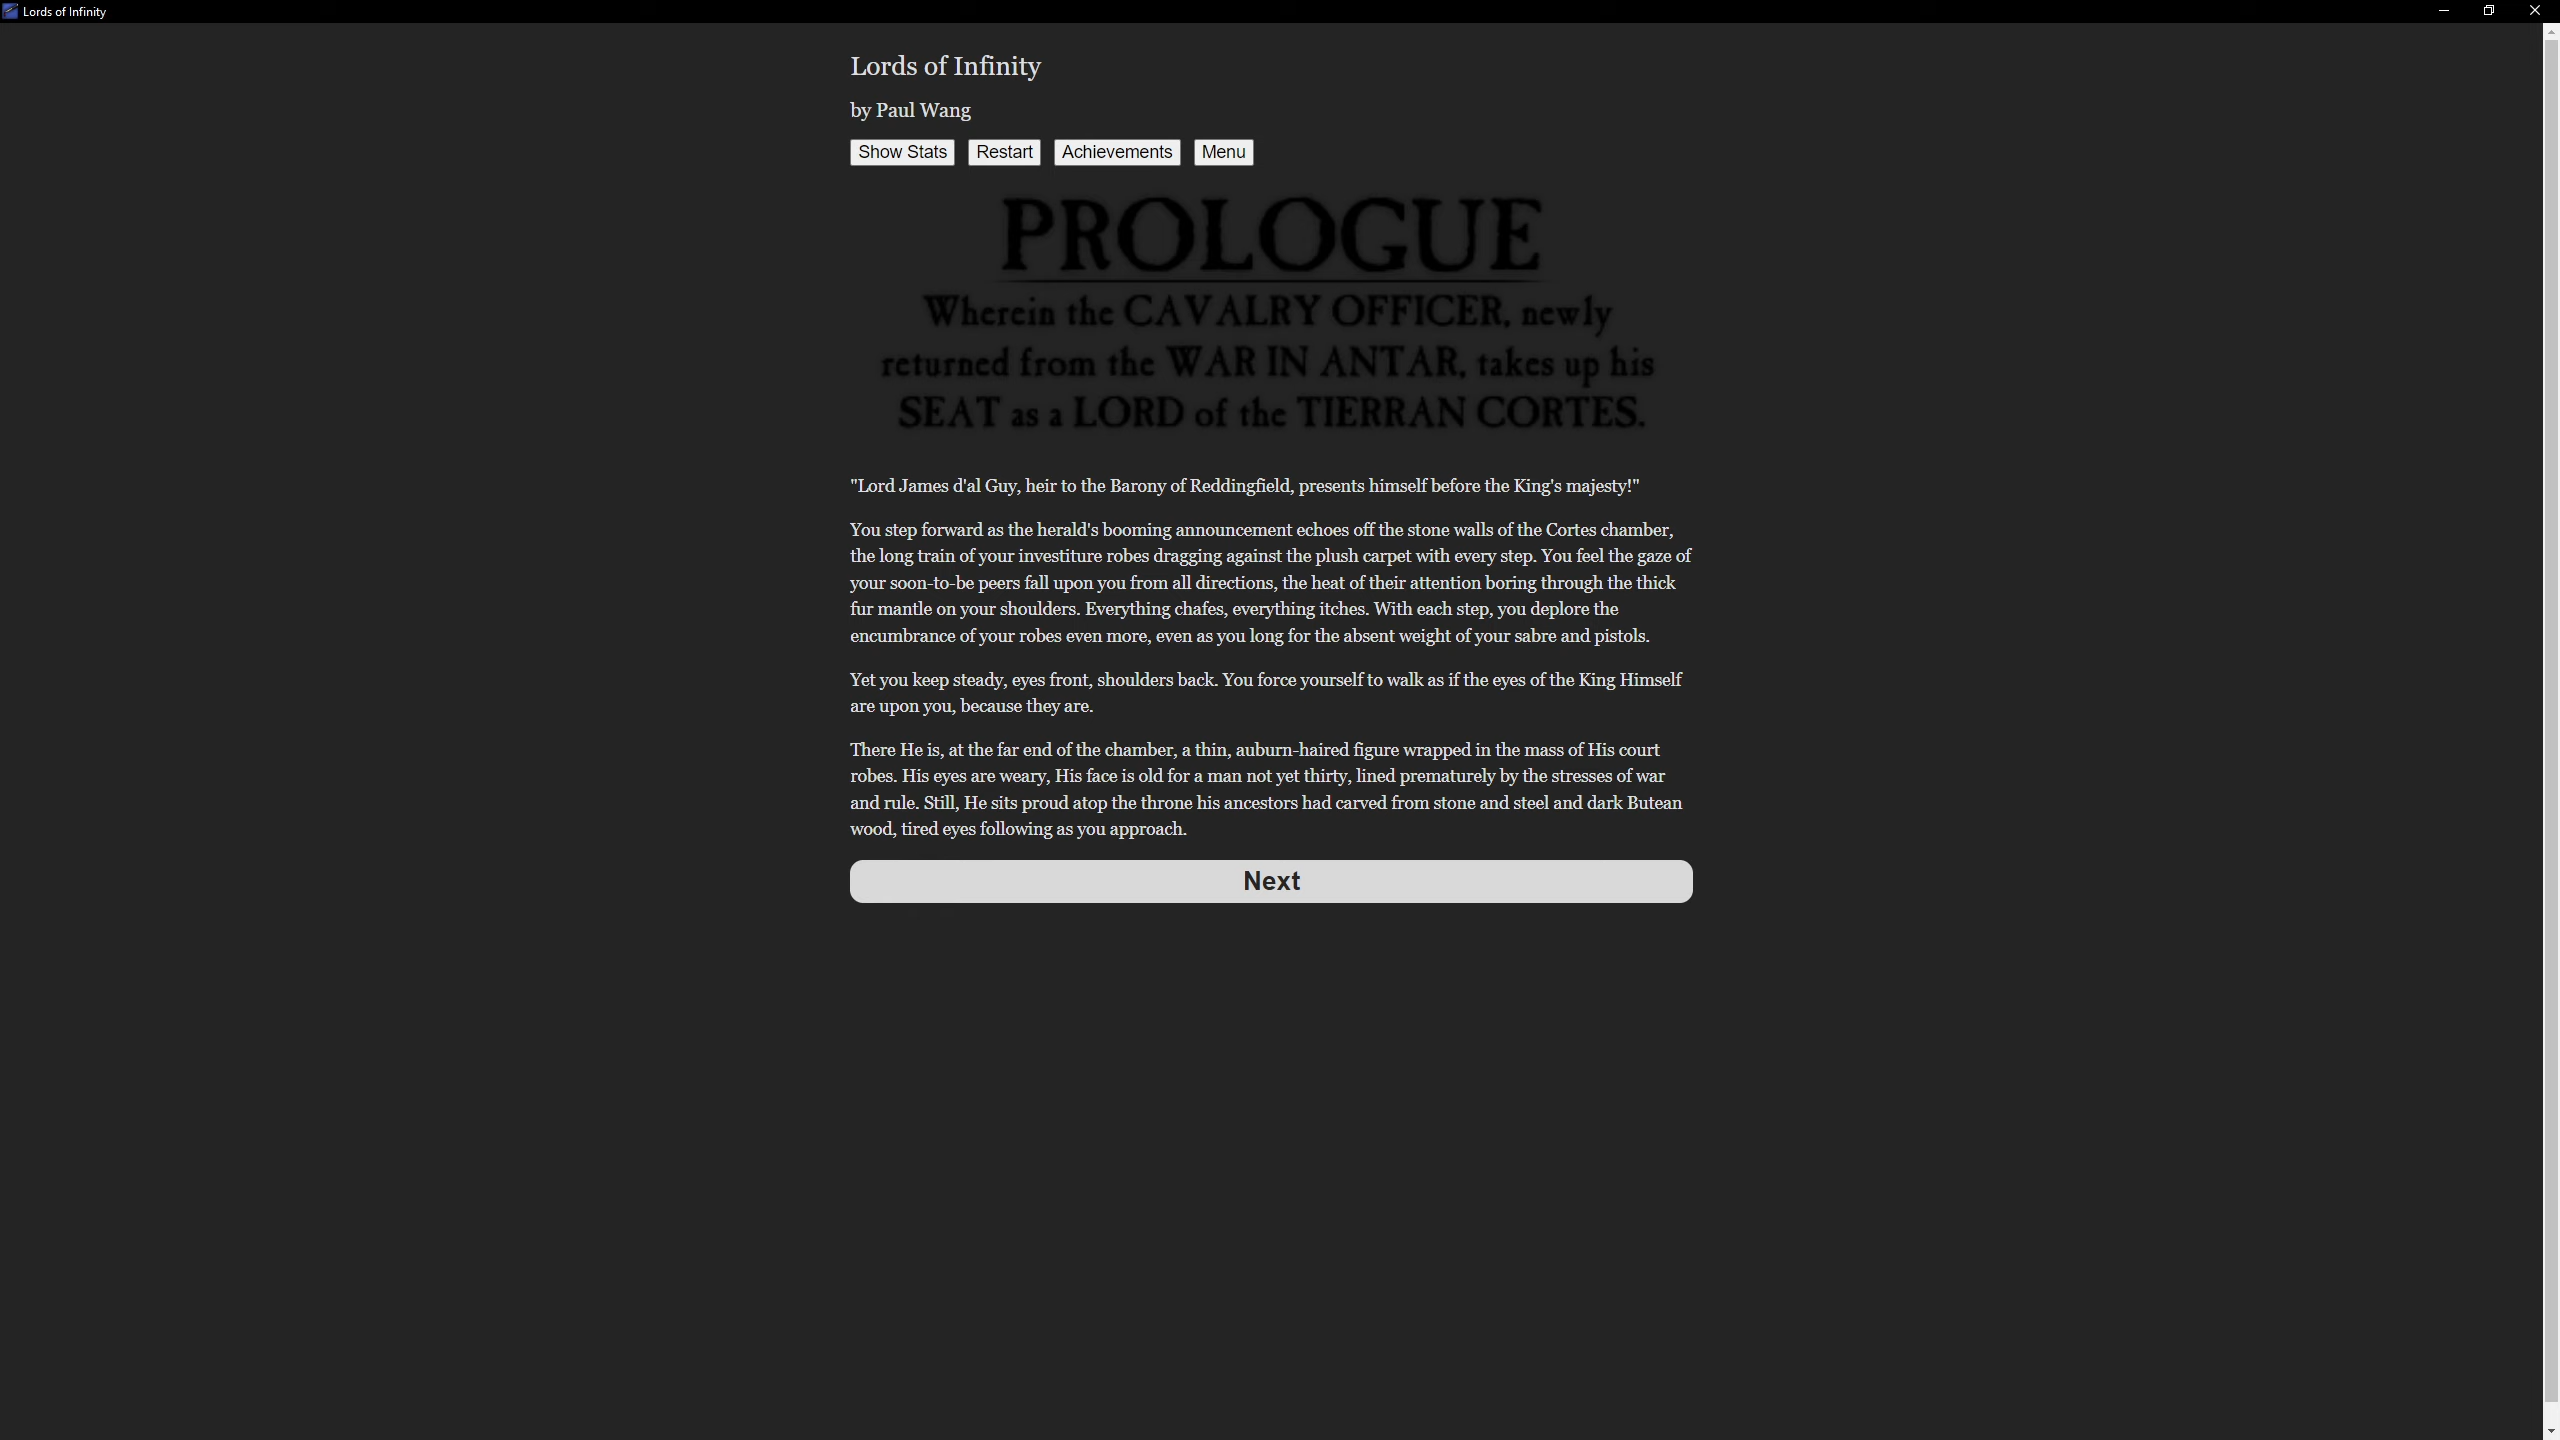 Lords of Infinity
Lords of Infinity
by Paul Wang
Show Stats Restart Achievements Menu
PROLOGUE
Wherein the CAVALRY OFFICER, newly
returned from the WAR IN ANTAR, takes up his
SEAT as a LORD of the TIERRAN CORTES.
"Lord James d'al Guy, heir to the Barony of Reddingfield, presents himself before the King's majesty!"
You step forward as the herald's booming announcement echoes off the stone walls of the Cortes chamber,
the long train of your investiture robes dragging against the plush carpet with every step. You feel the gaze of
your soon-to-be peers fall upon you from all directions, the heat of their attention boring through the thick
fur mantle on your shoulders. Everything chafes, everything itches. With each step, you deplore the
encumbrance of your robes even more, even as you long for the absent weight of your sabre and pistols.
Yet you keep steady, eyes front, shoulders back. You force yourself to walk as if the eyes of the King Himself
are upon you, because they are.
There He is, at the far end of the chamber, a thin, auburn-haired figure wrapped in the mass of His court
robes. His eyes are weary, His face is old for a man not yet thirty, lined prematurely by the stresses of war
and rule. Still, He sits proud atop the throne his ancestors had carved from stone and steel and dark Butean
wood, tired eyes following as you approach.
Next